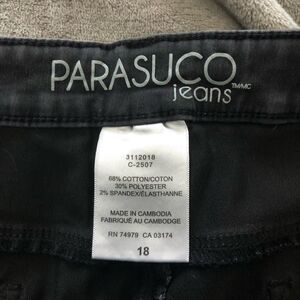 PARASUCO
TM/MC
jeans
3112018
C-2507
68% COTTON/COTON
30% POLYESTER
2% SPANDEX/ÉLASTHANNE
MADE IN CAMBODIA
FABRIQUÉ AU CAMBODGE
RN 74979 CA 03174
18